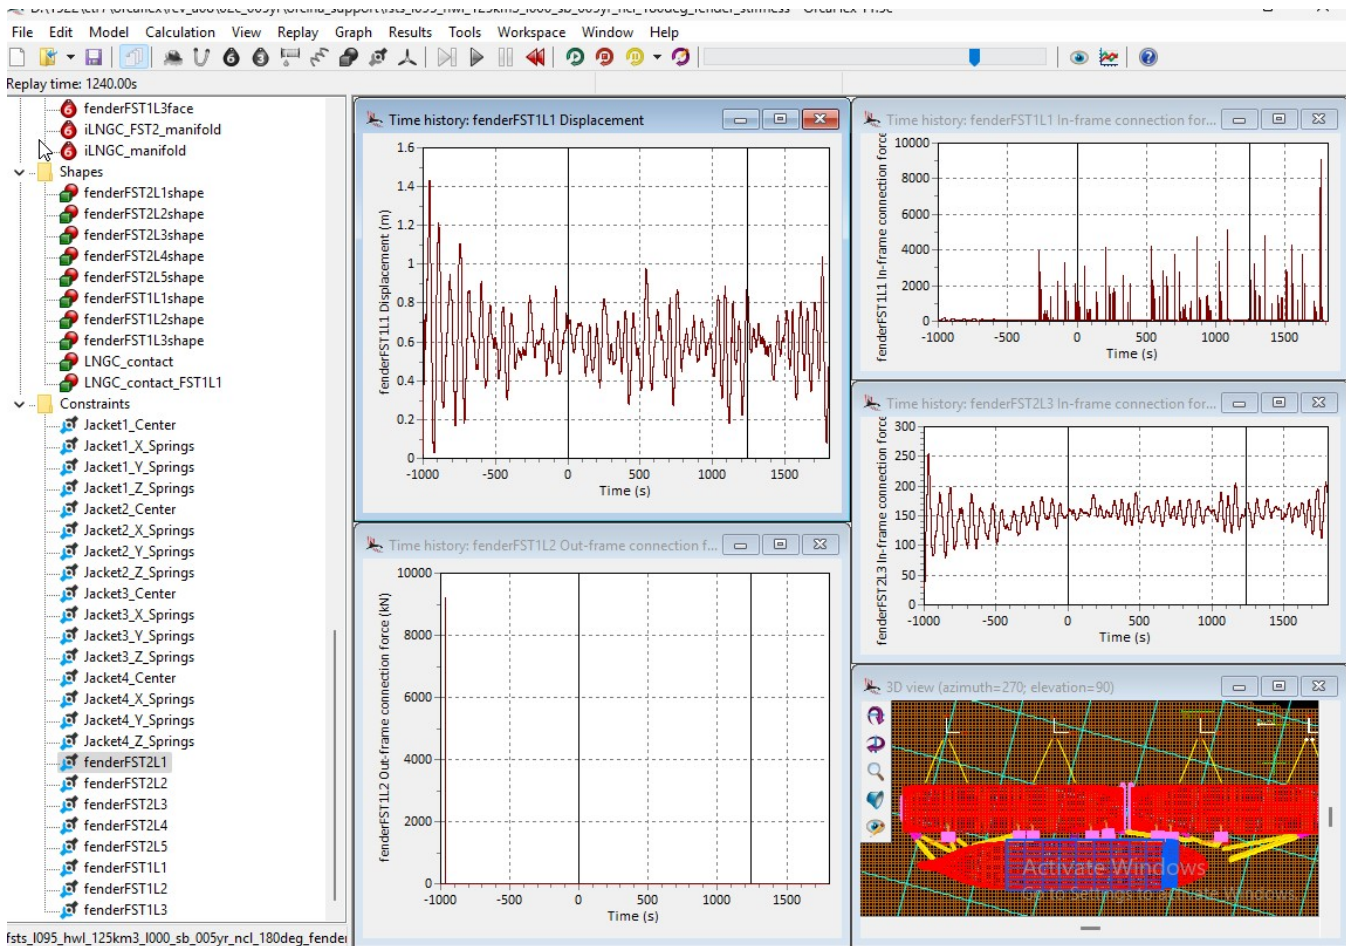 File Edit Model Calculation View Replay Graph Results Tools Workspace Window Help
Replay time: 1240.00s
fenderFST1L3face
iLNGC_FST2_manifold
iLNGC_manifold
Shapes
fenderFST2L1shape
fenderFST2L2shape
fenderFST2L3shape
fenderFST2L4shape
fenderFST2L5shape
fenderFST1L1shape
fenderFST1L2shape
fenderFST1L3shape
LNGC_contact
LNGC_contact_FST1L1
Constraints
Jacket1_Center
Jacket1_X_Springs
Jacket1_Y_Springs
Jacket1_Z_Springs
Jacket2_Center
Jacket2_X_Springs
Jacket2_Y_Springs
Jacket2_Z_Springs
Jacket3_Center
Jacket3_X_Springs
Jacket3_Y_Springs
Jacket3_Z_Springs
Jacket4_Center
Jacket4_X_Springs
Jacket4_Y_Springs
Jacket4_Z_Springs
fenderFST2L1
fenderFST2L2
fenderFST2L3
fenderFST2L4
fenderFST2L5
fenderFST1L1
fenderFST1L2
fenderFST1L3
fsts_l095_hwl_125km3_l000_sb_005yr_ncl_180deg_fender
Time history: fenderFST1L1 Displacement
fenderFST1L1 Displacement (m)
1.6
1.4
1.2
1
0.8
0.6
0.4
0.2
0
-1000 -500 0 500 1000 1500
Time (s)
Time history: fenderFST1L2 Out-frame connection f...
fenderFST1L2 Out-frame connection force (kN)
10000
8000
6000
4000
2000
0
-1000 -500 0 500 1000 1500
Time (s)
Time history: fenderFST1L1 In-frame connection for...
fenderFST1L1 In-frame connection force
10000
8000
6000
4000
2000
0
-1000 -500 0 500 1000 1500
Time (s)
Time history: fenderFST2L3 In-frame connection for...
fenderFST2L3 In-frame connection force
300
250
200
150
100
50
0
-1000 -500 0 500 1000 1500
Time (s)
3D view (azimuth=270; elevation=90)
Activate Windows
Go to Settings to activate Windows.